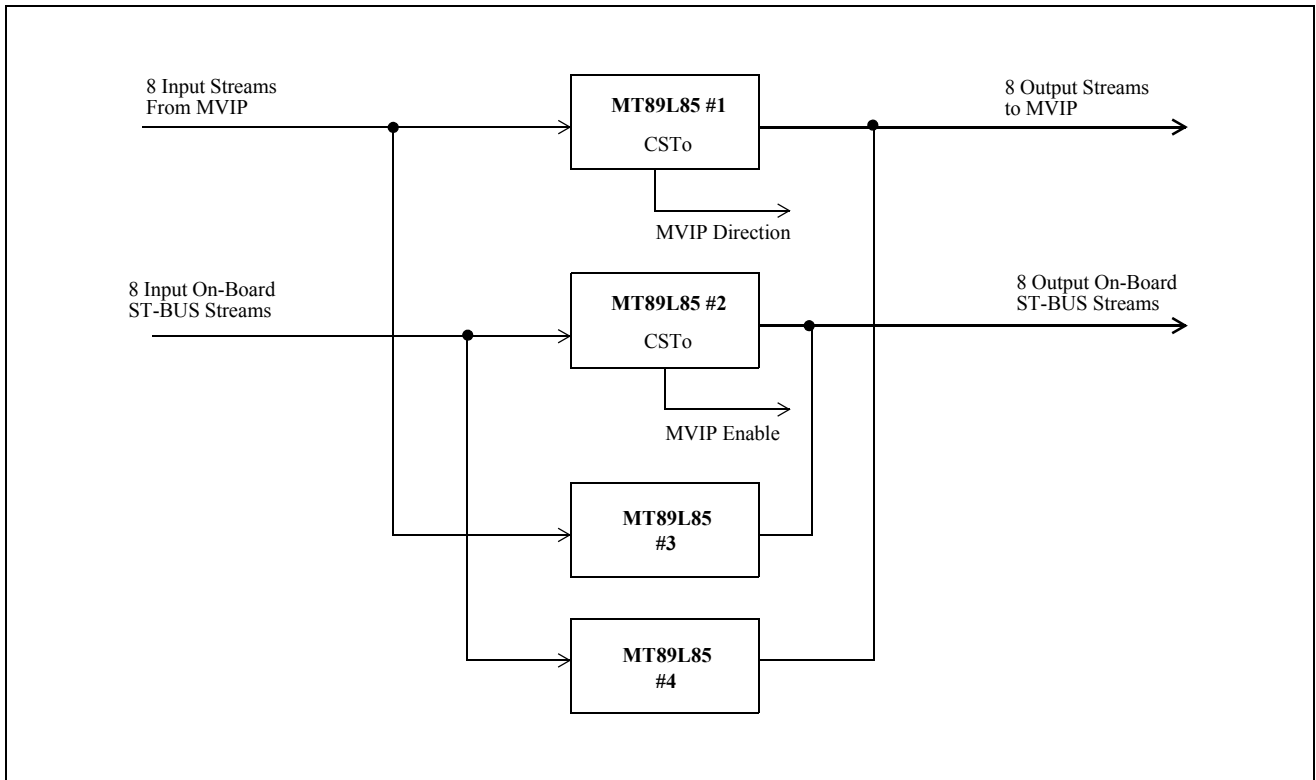 8 Input Streams
From MVIP
MT89L85 #1
CSTo
8 Output Streams
to MVIP
MVIP Direction
8 Input On-Board
ST-BUS Streams
MT89L85 #2
CSTo
8 Output On-Board
ST-BUS Streams
MVIP Enable
MT89L85
#3
MT89L85
#4